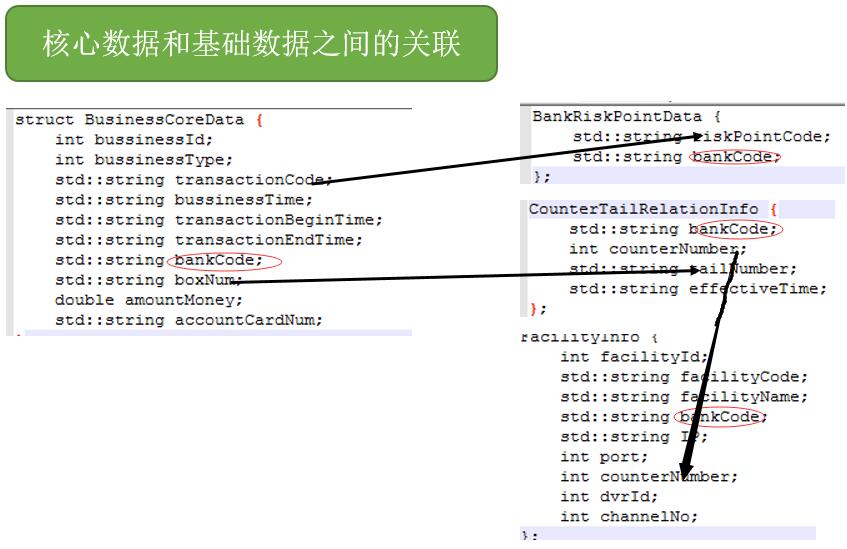 核心数据和基础数据之间的关联
struct BusinessCoreData {
int bussinessId;
int bussinessType;
std::string transactionCode;
std::string bussinessTime;
std::string transactionBeginTime;
std::string transactionEndTime;
std::string bankCode;
std::string boxNum;
double amountMoney;
std::string accountCardNum;
BankRiskPointData {
std::string riskPointCode;
std::string bankCode;
};
CounterTailRelationInfo {
std::string bankCode;
int counterNumber;
std::string tailNumber;
std::string effectiveTime;
};
FacilityInfo {
int facilityId;
std::string facilityCode;
std::string facilityName;
std::string bankCode;
std::string IP;
int port;
int counterNumber;
int dvrId;
int channelNo;
};